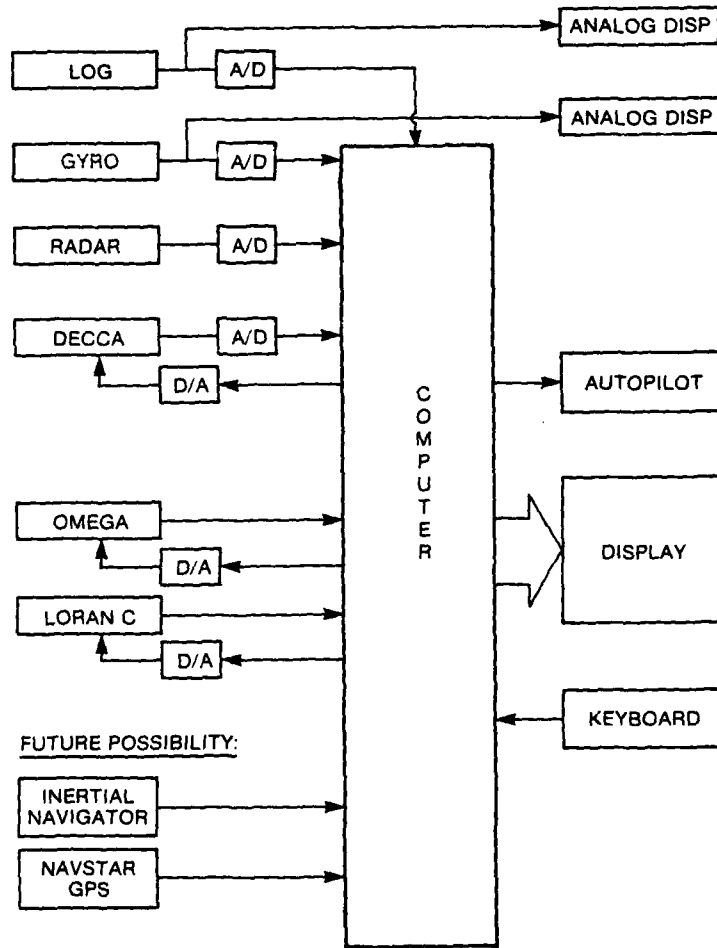 ANALOG DISP
LOG
A/D
ANALOG DISP
GYRO
A/D
RADAR
A/D
DECCA
A/D
D/A
AUTOPILOT
COMPUTER
OMEGA
D/A
DISPLAY
LORAN C
D/A
KEYBOARD
FUTURE POSSIBILITY:
INERTIAL
NAVIGATOR
NAVSTAR
GPS